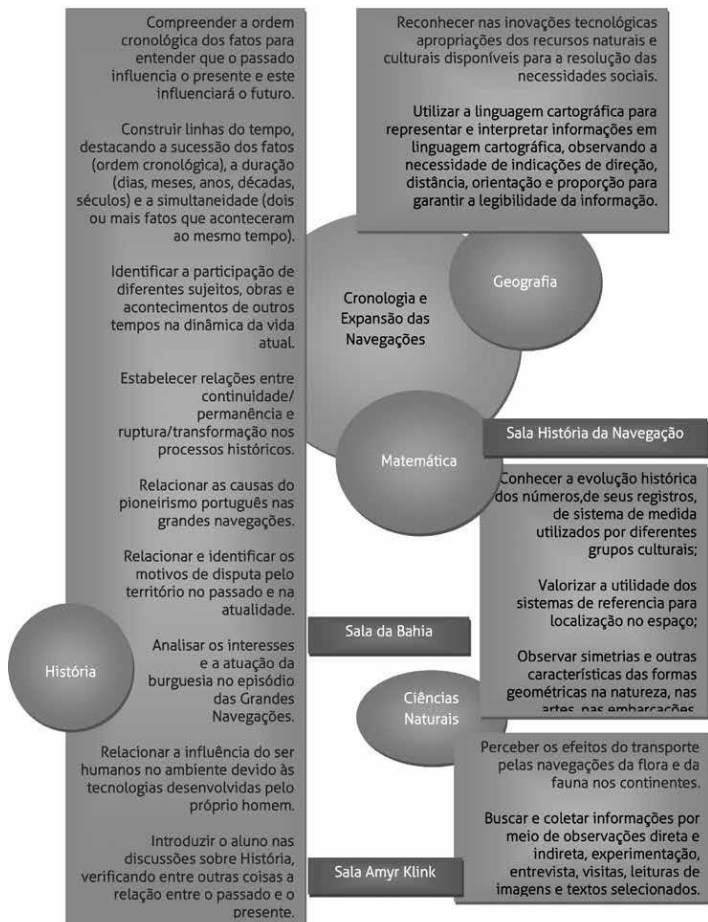 Compreender a ordem
cronológica dos fatos para
entender que o passado
influencia o presente e este
influenciará o futuro.
Construir linhas do tempo,
destacando a sucessão dos fatos
(ordem cronológica), a duração
(dias, meses, anos, décadas,
séculos) e a simultaneidade (dois
ou mais fatos que aconteceram
ao mesmo tempo).
Identificar a participação de
diferentes sujeitos, obras e
acontecimentos de outros
tempos na dinâmica da vida
atual.
Estabelecer relações entre
continuidade/
permanência e
ruptura/transformação nos
processos históricos.
Relacionar as causas do
pioneirismo português nas
grandes navegações.
Relacionar e identificar os
motivos de disputa pelo
território no passado e na
atualidade.
Analisar os interesses
e a atuação da
burguesia no episódio
das Grandes
Navegações.
Relacionar a influência do ser
humanos no ambiente devido às
tecnologias desenvolvidas pelo
próprio homem.
Introduzir o aluno nas
discussões sobre História,
verificando entre outras coisas a
relação entre o passado e o
presente.
História
Reconhecer nas inovações tecnológicas
apropriações dos recursos naturais e
culturais disponíveis para a resolução das
necessidades sociais.
Utilizar a linguagem cartográfica para
representar e interpretar informações em
linguagem cartográfica, observando a
necessidade de indicações de direção,
distância, orientação e proporção para
garantir a legibilidade da informação.
Geografia
Cronologia e
Expansão das
Navegações
Matemática
Sala História da Navegação
Conhecer a evolução histórica
dos números,de seus registros,
de sistema de medida
utilizados por diferentes
grupos culturais;
Valorizar a utilidade dos
sistemas de referencia para
localização no espaço;
Observar simetrias e outras
características das formas
geométricas na natureza, nas
artes, nas embarcações.
Sala da Bahia
Ciências
Naturais
Perceber os efeitos do transporte
pelas navegações da flora e da
fauna nos continentes.
Buscar e coletar informações por
meio de observações direta e
indireta, experimentação,
entrevista, visitas, leituras de
imagens e textos selecionados.
Sala Amyr Klink